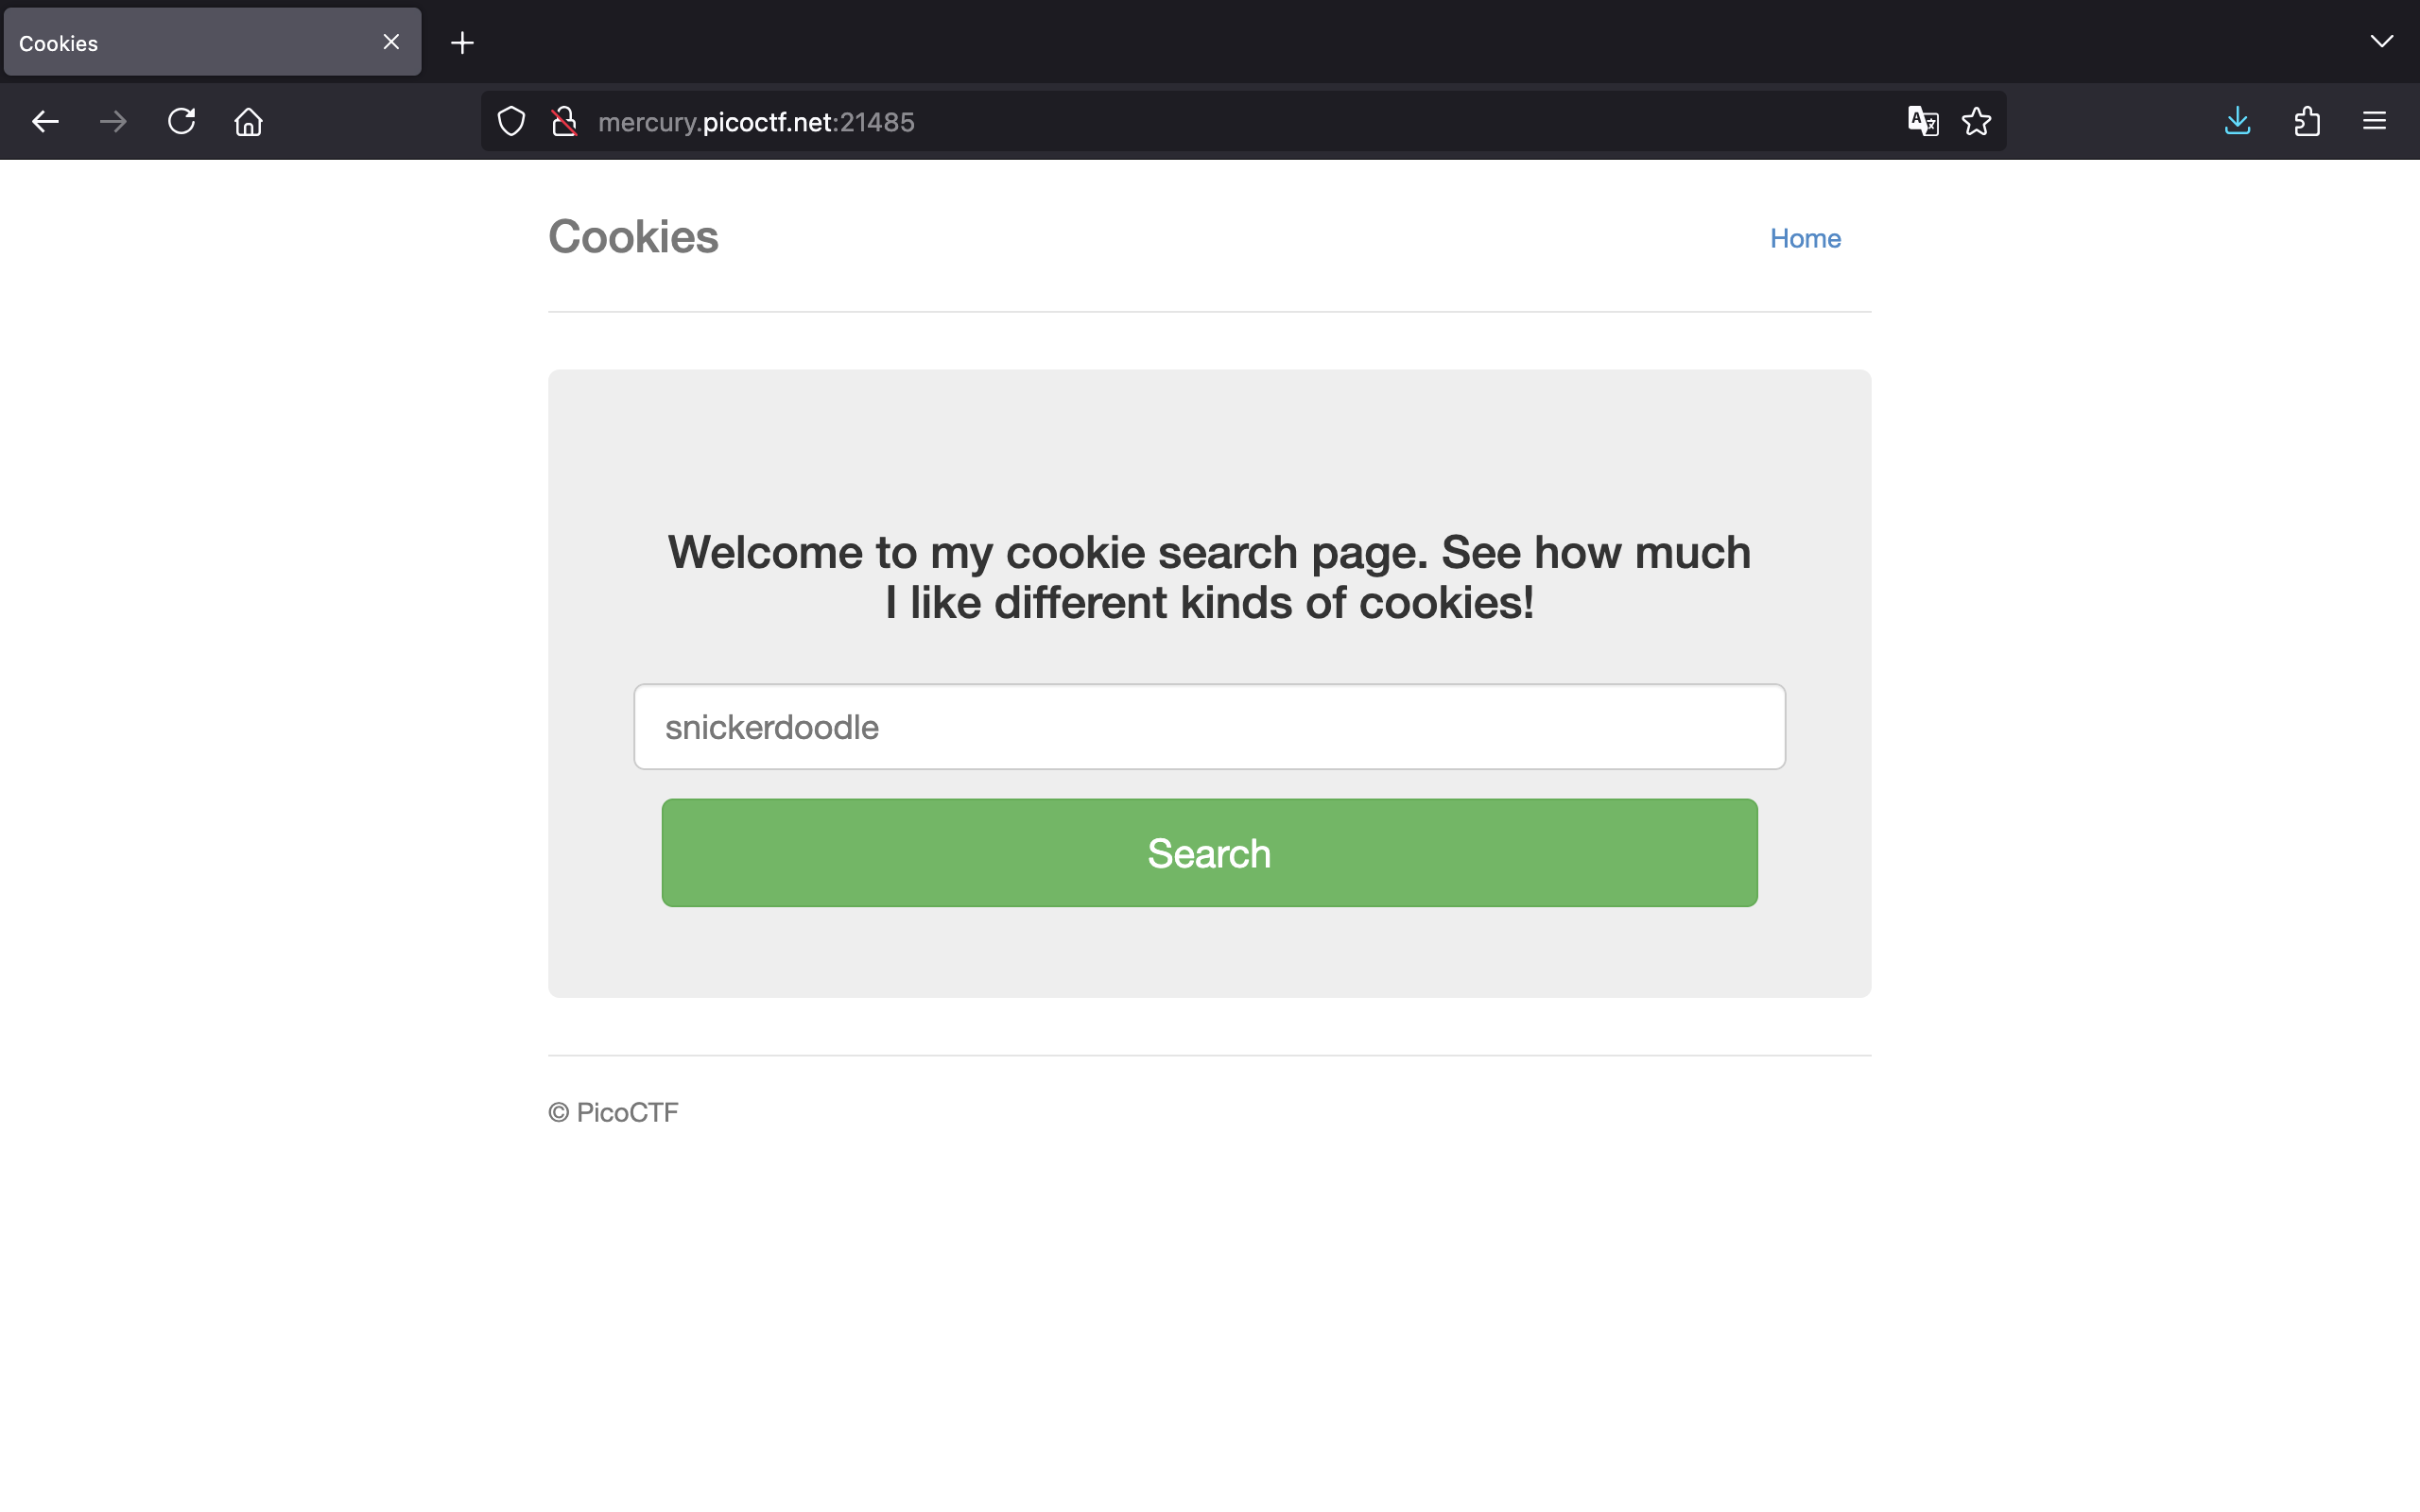 Cookies
mercury.picoctf.net:21485
Cookies
Home
Welcome to my cookie search page. See how much
I like different kinds of cookies!
snickerdoodle
Search
© PicoCTF